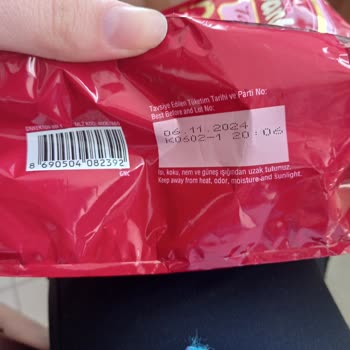 Tavsiye Edilen Tüketim Tarihi ve Parti No:
Best Before and Lot No:
06.11.2024
K0602-1 20:06
8 690504 082392
GNC
Isı, koku, nem ve güneş ışığından uzak tutunuz.
Keep away from heat, odor, moisture and sunlight.